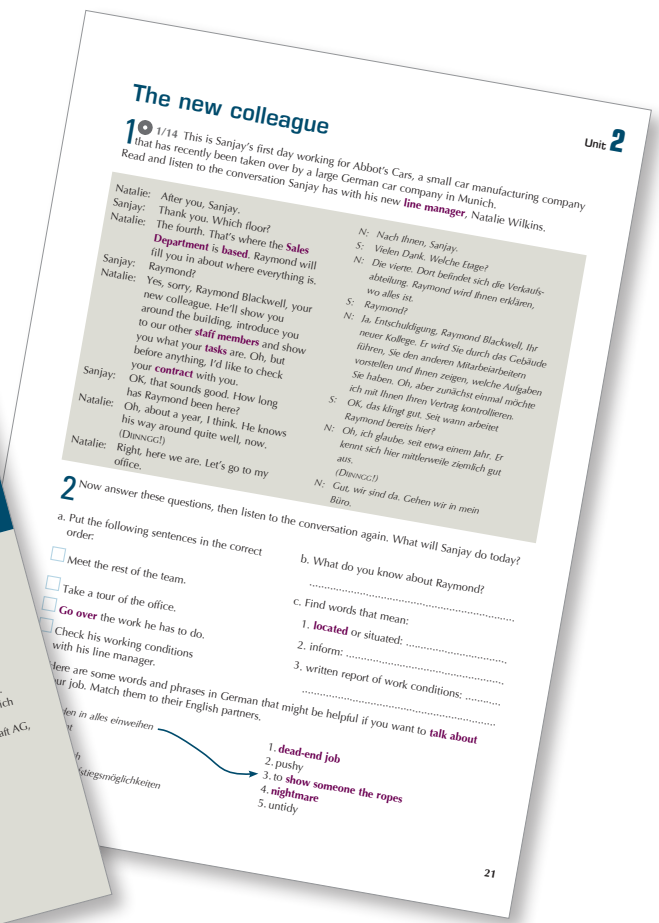 The new colleague
Unit 2
1 1/14 This is Sanjay's first day working for Abbot's Cars, a small car manufacturing company
that has recently been taken over by a large German car company in Munich.
Read and listen to the conversation Sanjay has with his new line manager, Natalie Wilkins.
Natalie: After you, Sanjay.
Sanjay: Thank you. Which floor?
Natalie: The fourth. That's where the Sales
Department is based. Raymond will
fill you in about where everything is.
Sanjay: Raymond?
Natalie: Yes, sorry, Raymond Blackwell, your
new colleague. He'll show you
around the building, introduce you
to our other staff members and show
you what your tasks are. Oh, but
before anything, I'd like to check
your contract with you.
Sanjay: OK, that sounds good. How long
has Raymond been here?
Natalie: Oh, about a year, I think. He knows
his way around quite well, now.
(DIINNGG!)
Natalie: Right, here we are. Let's go to my
office.
N: Nach Ihnen, Sanjay.
S: Vielen Dank. Welche Etage?
N: Die vierte. Dort befindet sich die Verkaufs-
abteilung. Raymond wird Ihnen erklären,
wo alles ist.
S: Raymond?
N: Ja, Entschuldigung, Raymond Blackwell, Ihr
neuer Kollege. Er wird Sie durch das Gebäude
führen, Sie den anderen Mitarbeiarbeitern
vorstellen und Ihnen zeigen, welche Aufgaben
Sie haben. Oh, aber zunächst einmal möchte
ich mit Ihnen Ihren Vertrag kontrollieren.
S: OK, das klingt gut. Seit wann arbeitet
Raymond bereits hier?
N: Oh, ich glaube, seit etwa einem Jahr. Er
kennt sich hier mittlerweile ziemlich gut
aus.
(DIINNGG!)
N: Gut, wir sind da. Gehen wir in mein
Büro.
2 Now answer these questions, then listen to the conversation again. What will Sanjay do today?
a. Put the following sentences in the correct
order:
Meet the rest of the team.
Take a tour of the office.
Go over the work he has to do.
Check his working conditions
with his line manager.
b. What do you know about Raymond?
c. Find words that mean:
1. located or situated:
2. inform:
3. written report of work conditions:
Here are some words and phrases in German that might be helpful if you want to talk about
your job. Match them to their English partners.
in alles einweihen
1. dead-end job
2. pushy
3. to show someone the ropes
4. nightmare
5. untidy
21
AG,